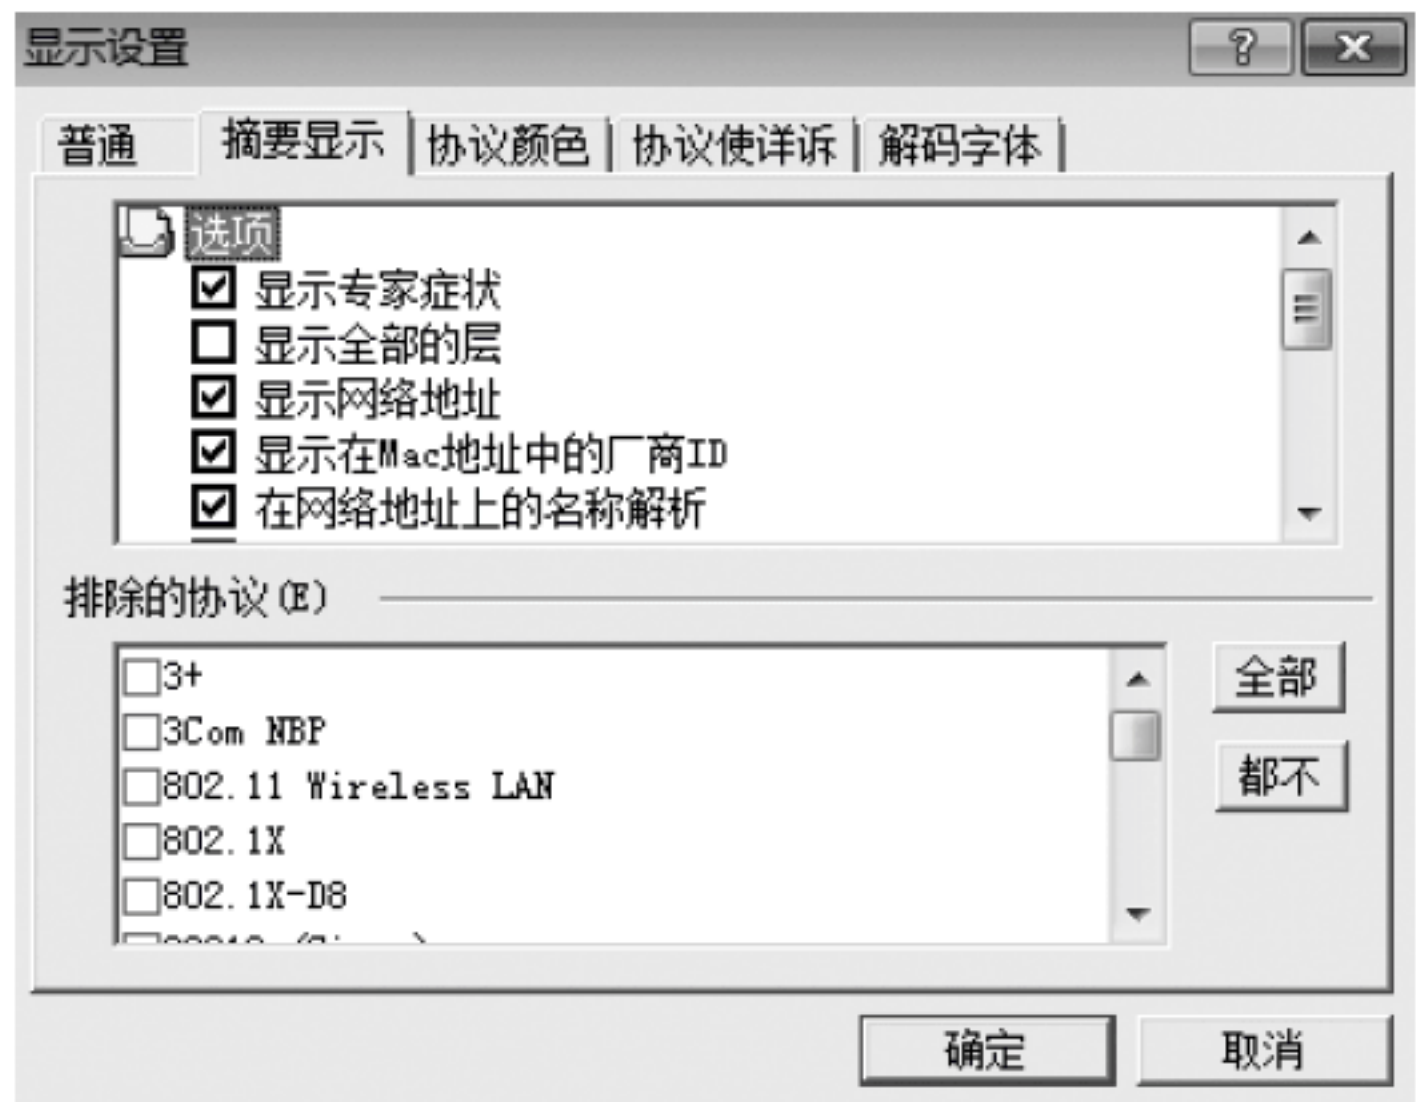 显示设置
普通 摘要显示 协议颜色 协议使详诉 解码字体
选项
显示专家症状
显示全部的层
显示网络地址
显示在Mac地址中的厂商ID
在网络地址上的名称解析
排除的协议(E)
3+
3Com NBP
802.11 Wireless LAN
802.1X
802.1X-D8
全部
都不
确定 取消